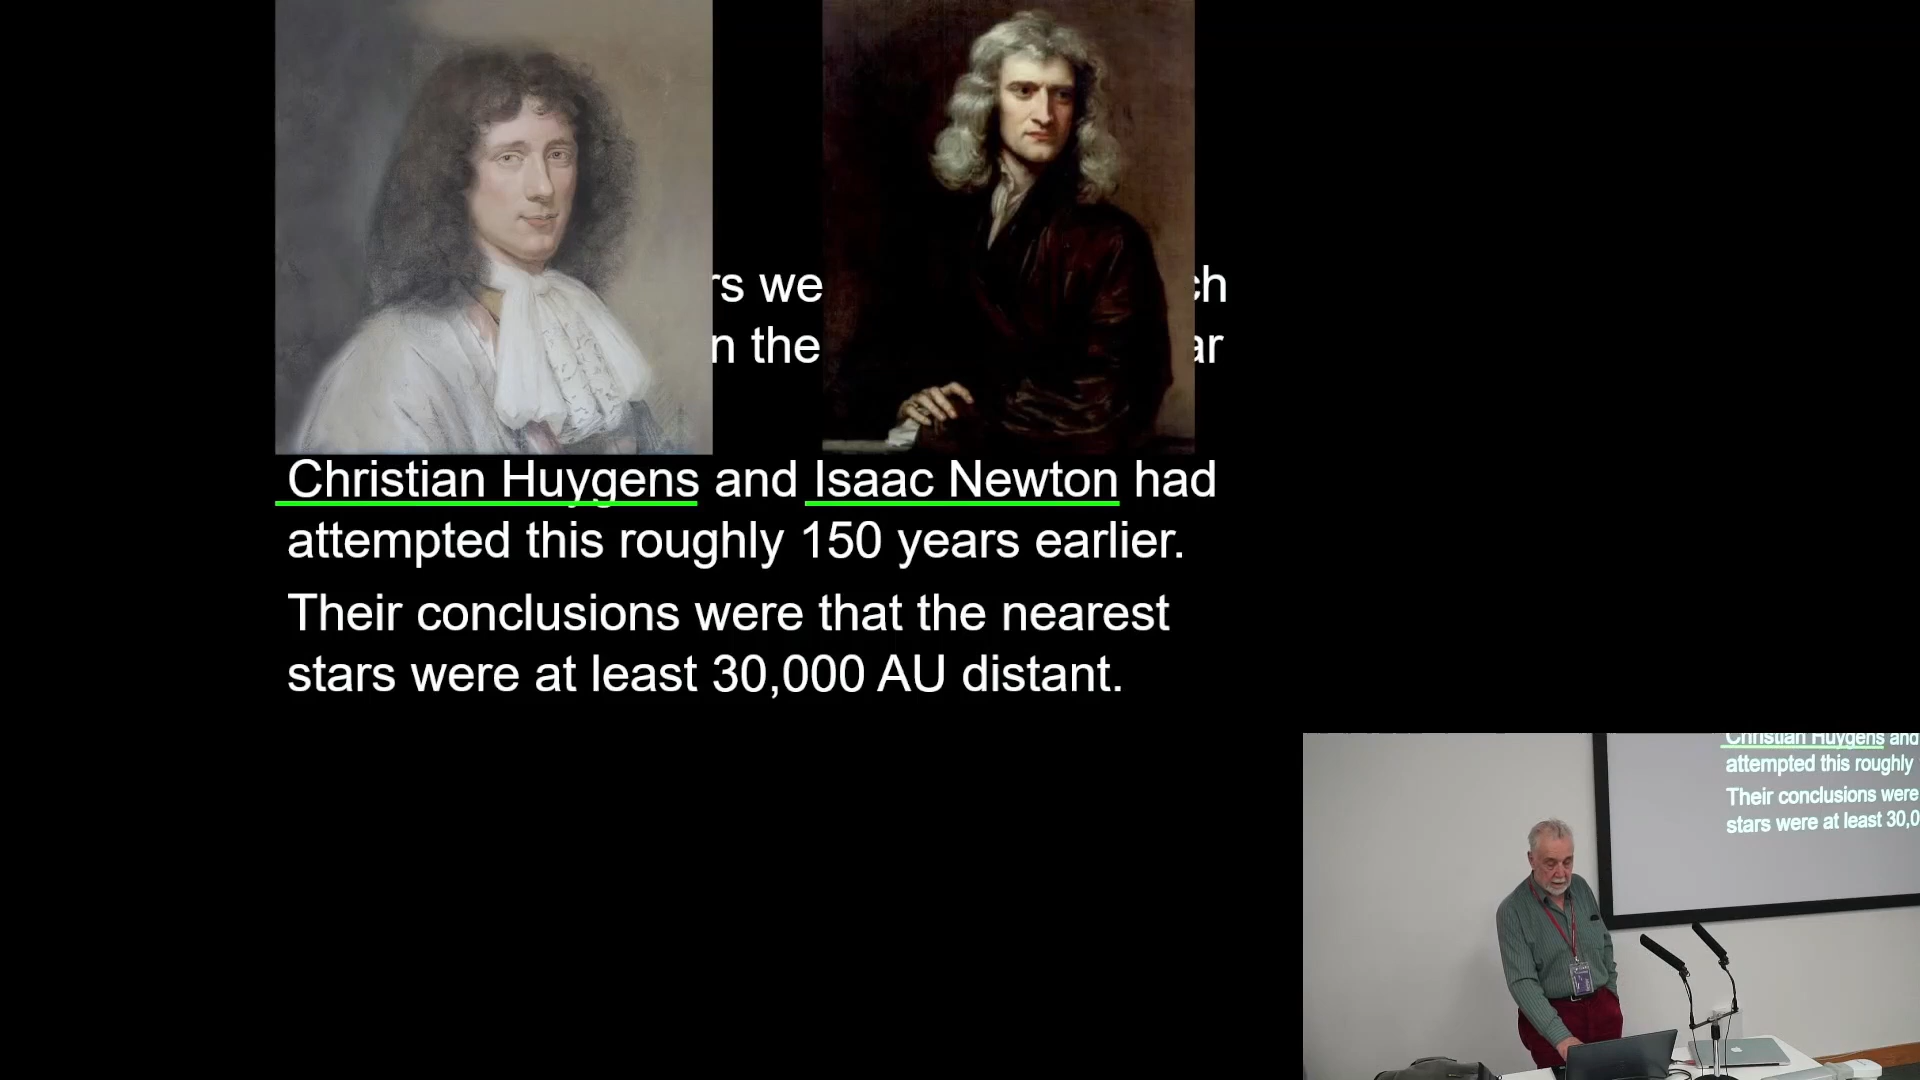 rs we ch
n the ar
Christian Huygens and Isaac Newton had
attempted this roughly 150 years earlier.
Their conclusions were that the nearest
stars were at least 30,000 AU distant.
Christian Huygens and
attempted this roughly
Their conclusions were
stars were at least 30,0